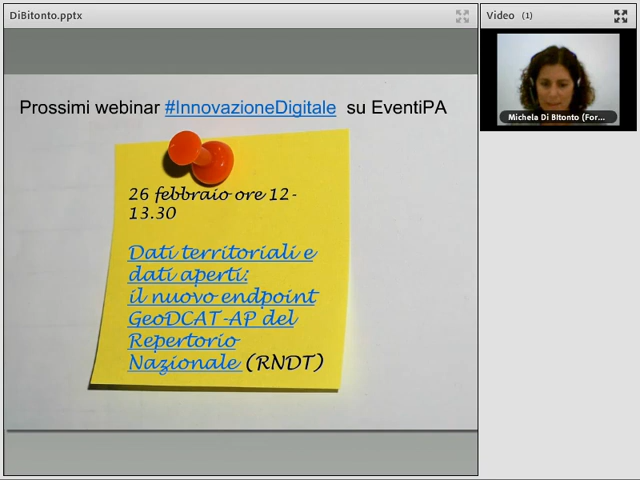 DiBitonto.pptx
Video (1)
Michela Di Bitonto (For...
Prossimi webinar #InnovazioneDigitale su EventiPA
26 febbraio ore 12-
13.30
Dati territoriali e
dati aperti:
il nuovo endpoint
GeoDCAT-AP del
Repertorio
Nazionale (RNDT)